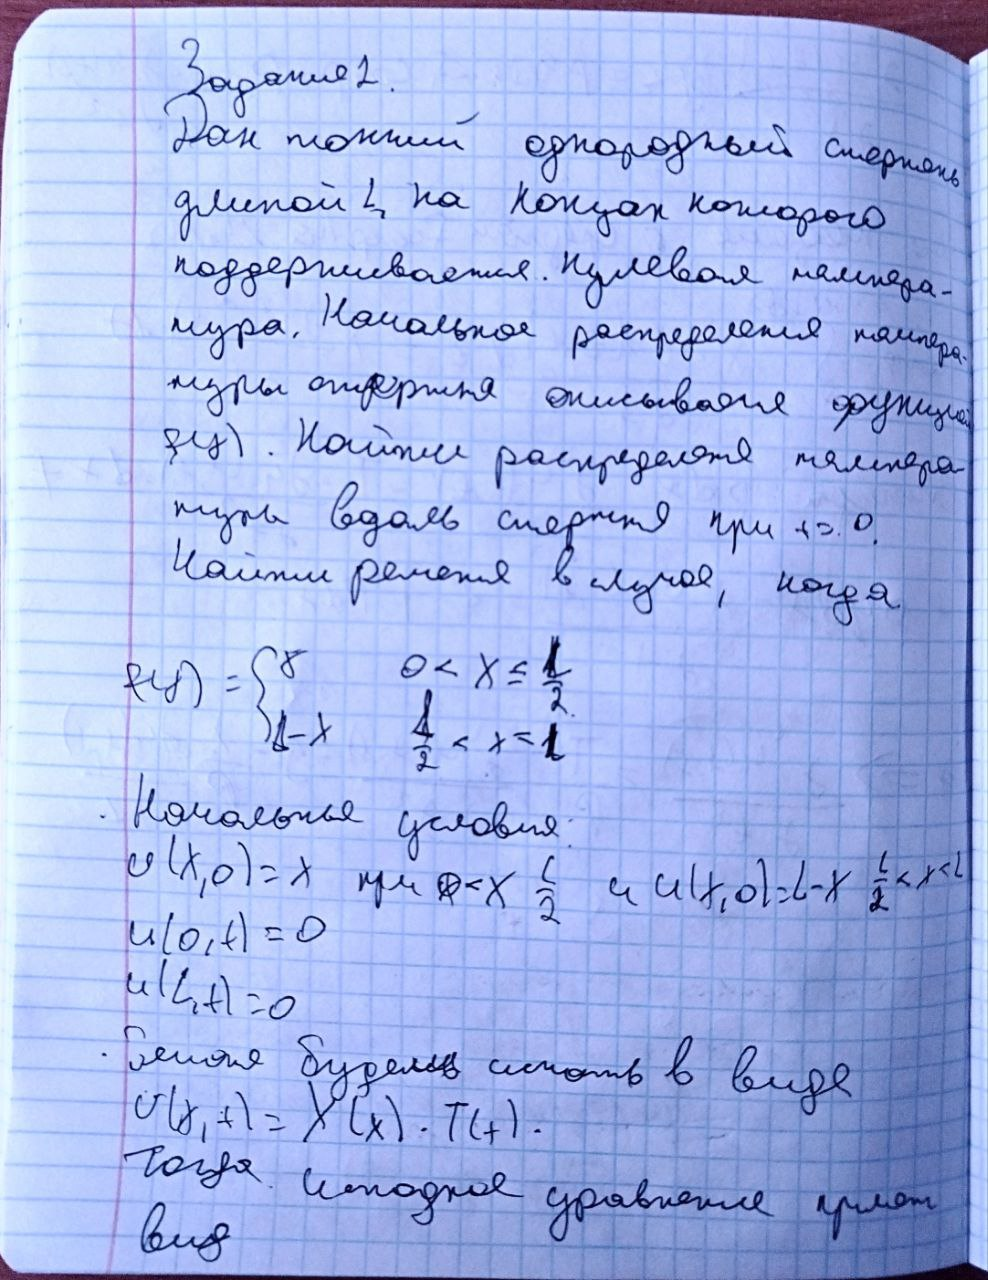 Задание 1.
Дан тонкий однородный стержень
длиной L, на концах которого
поддерживается. нулевая темпера-
тура. Начальное распределения темпера-
туры стержня описывается функцией
f(x). Найти распределение темпера-
туры вдоль стержня при t=0.
Найти решения в случае, когда
f(x) = { x 0 < x ≤ L/2
L-x L/2 < x = L
Начальные условия:
u(x,0)=x при 0<x L/2 и u(x,0)=L-x L/2<x<L
u(0,t)=0
u(L,t)=0
будем искать в виде
u(x,t)= X(x) · T(t).
Тогда исходное уравнение примет
вид